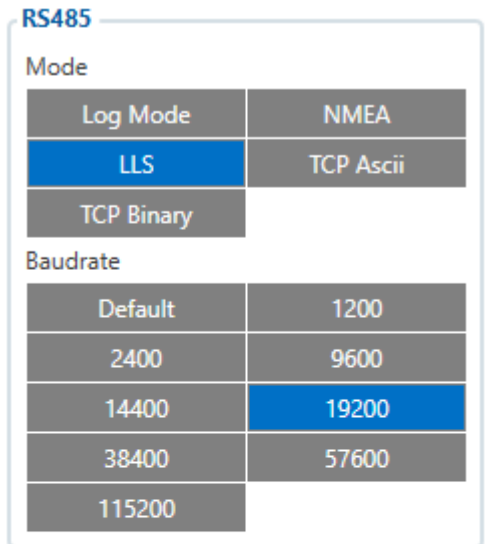 RS485
Mode
Log Mode NMEA
LLS TCP Ascii
TCP Binary
Baudrate
Default 1200
2400 9600
14400 19200
38400 57600
115200